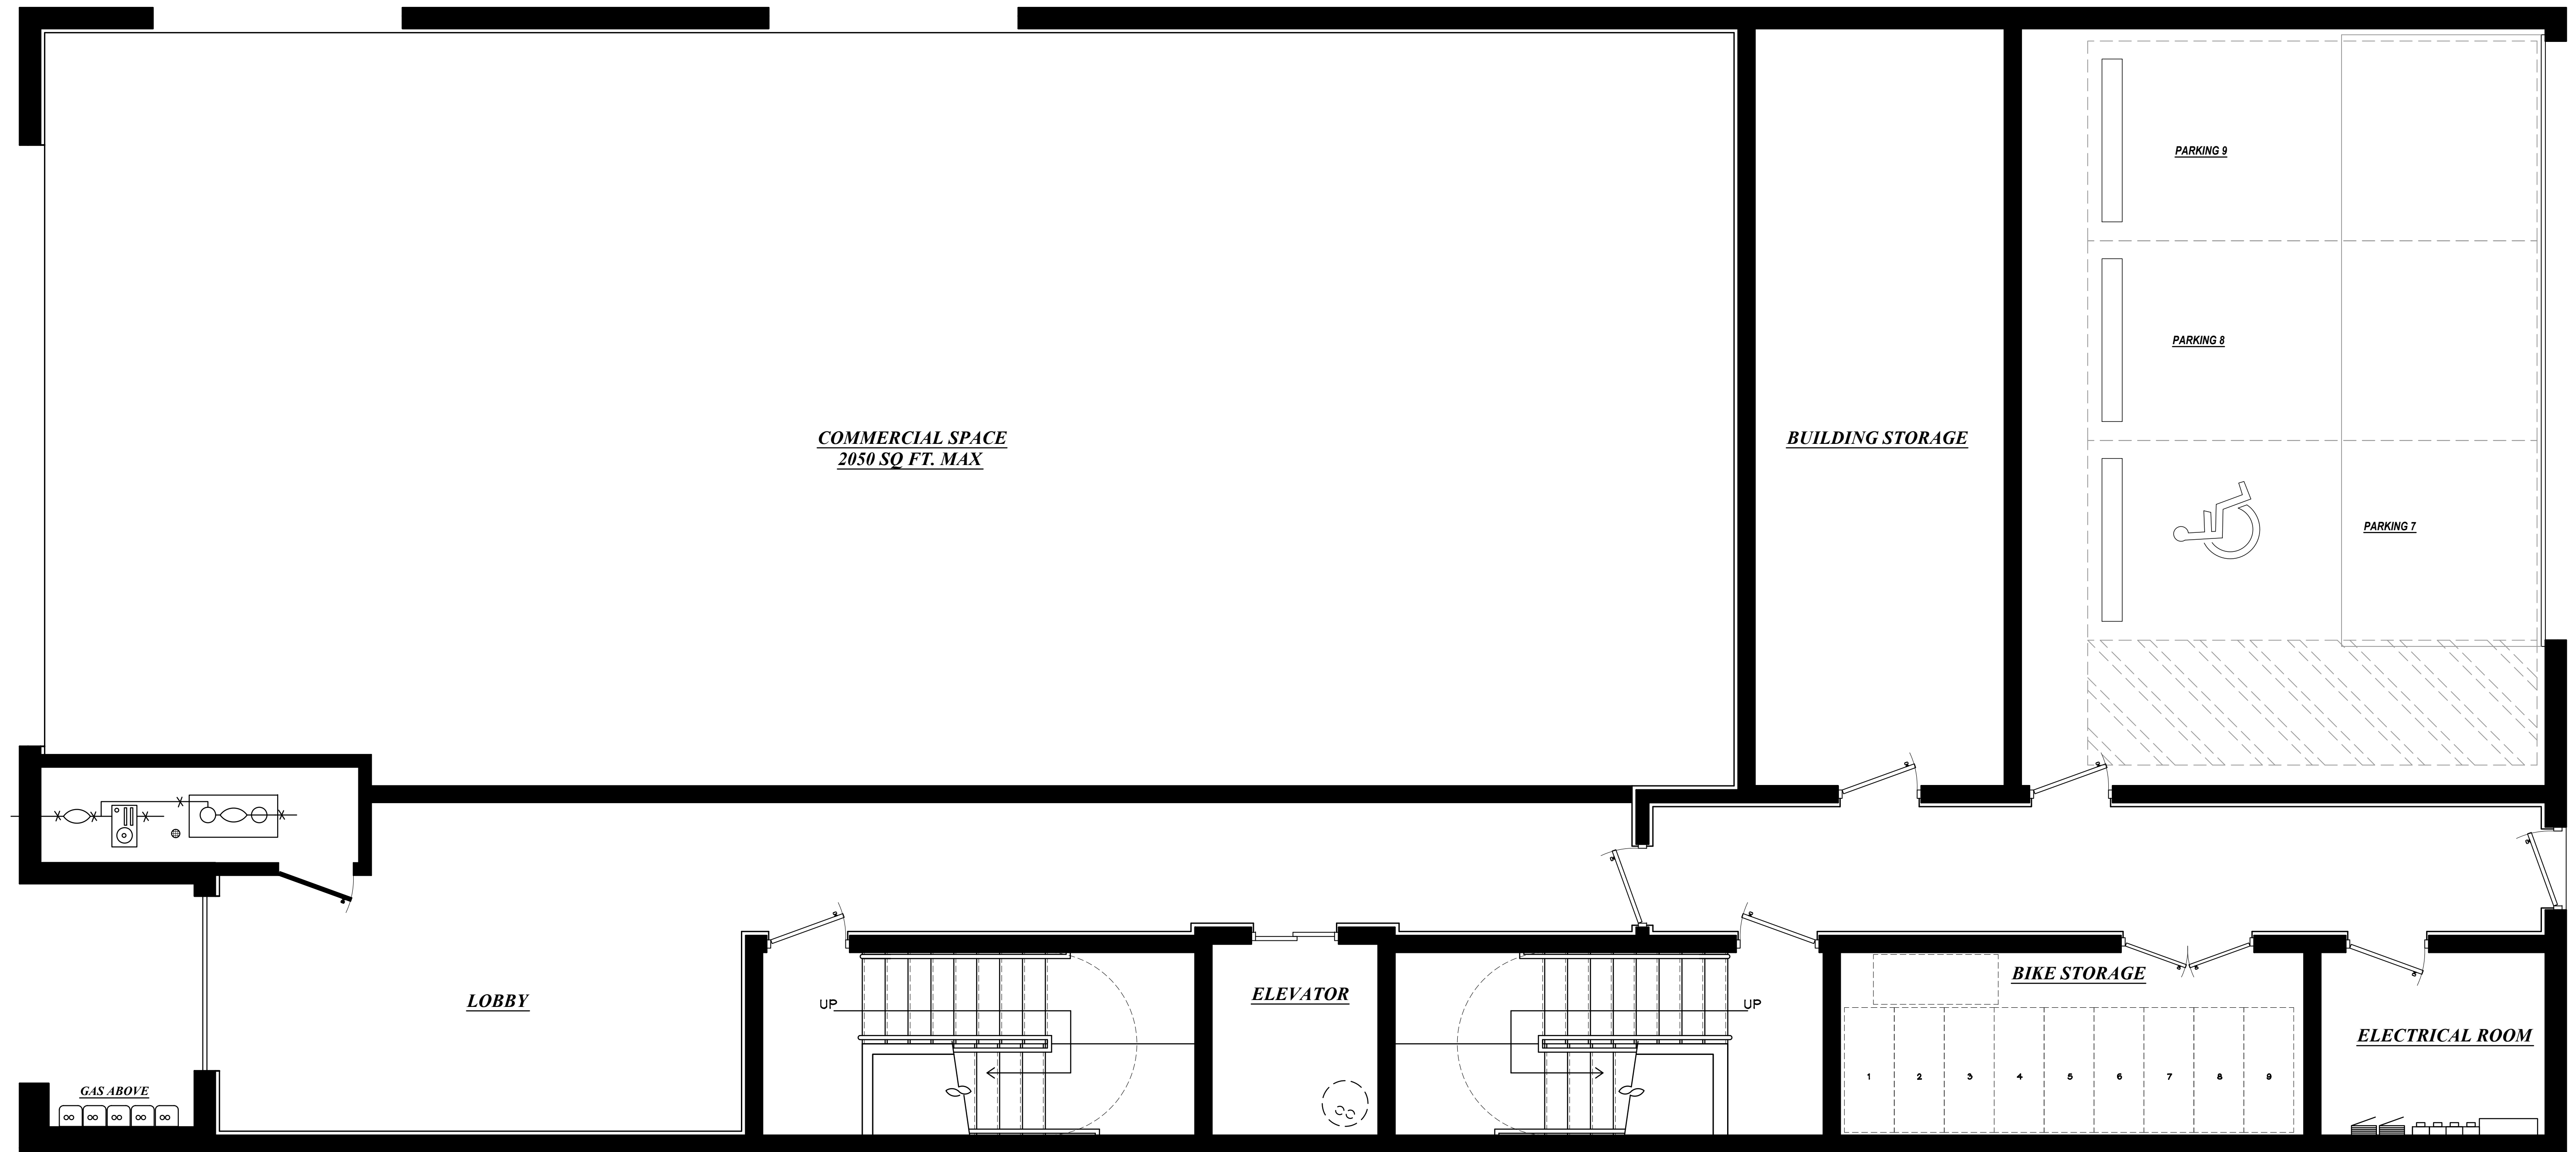 PARKING 9
PARKING 8
COMMERCIAL SPACE
2050 SQ FT. MAX
BUILDING STORAGE
PARKING 7
BIKE STORAGE
LOBBY
ELEVATOR
UP
UP
ELECTRICAL ROOM
1 2 3 4 5 6 7 8 9
GAS ABOVE